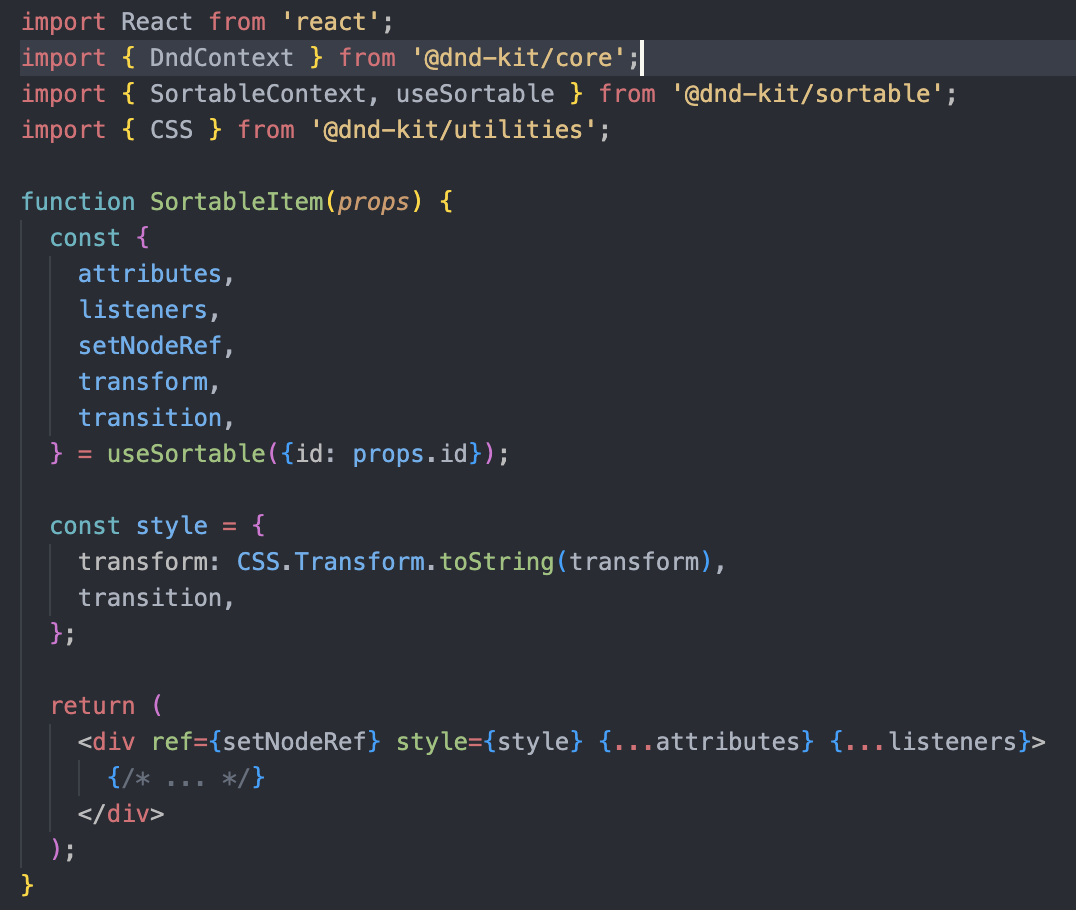 import React from 'react';
import { DndContext } from '@dnd-kit/core';
import { SortableContext, useSortable } from '@dnd-kit/sortable';
import { CSS } from '@dnd-kit/utilities';

function SortableItem(props) {
  const {
    attributes,
    listeners,
    setNodeRef,
    transform,
    transition,
  } = useSortable({id: props.id});

  const style = {
    transform: CSS.Transform.toString(transform),
    transition,
  };

  return (
    <div ref={setNodeRef} style={style} {...attributes} {...listeners}>
      {/* ... */}
    </div>
  );
}